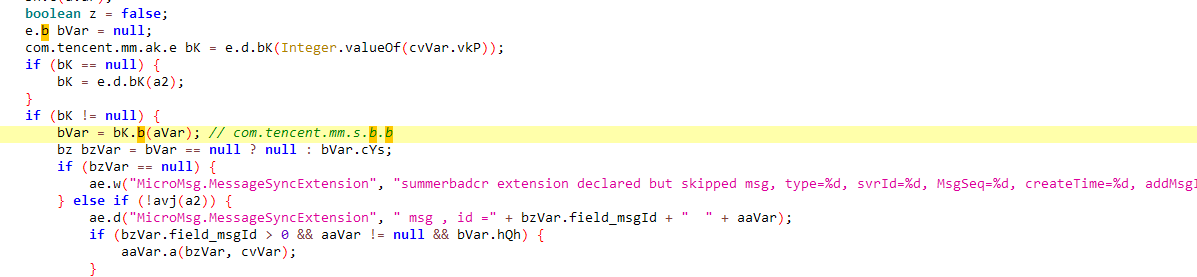 boolean z = false;
e.b bVar = null;
com.tencent.mm.ak.e bK = e.d.bK(Integer.valueOf(cvVar.vkP));
if (bK == null) {
bK = e.d.bK(a2);
}
if (bK != null) {
bVar = bK.b(aVar); // com.tencent.mm.s.b.b
bz bzVar = bVar == null ? null : bVar.cYs;
if (bzVar == null) {
ae.w("MicroMsg.MessageSyncExtension", "summerbadcr extension declared but skipped msg, type=%d, svrId=%d, MsgSeq=%d, createTime=%d,
} else if (!avj(a2)) {
ae.d("MicroMsg.MessageSyncExtension", " msg , id =" + bzVar.field_msgId + "  " + aaVar);
if (bzVar.field_msgId > 0 && aaVar != null && bVar.hQh) {
aaVar.a(bzVar, cvVar);
}